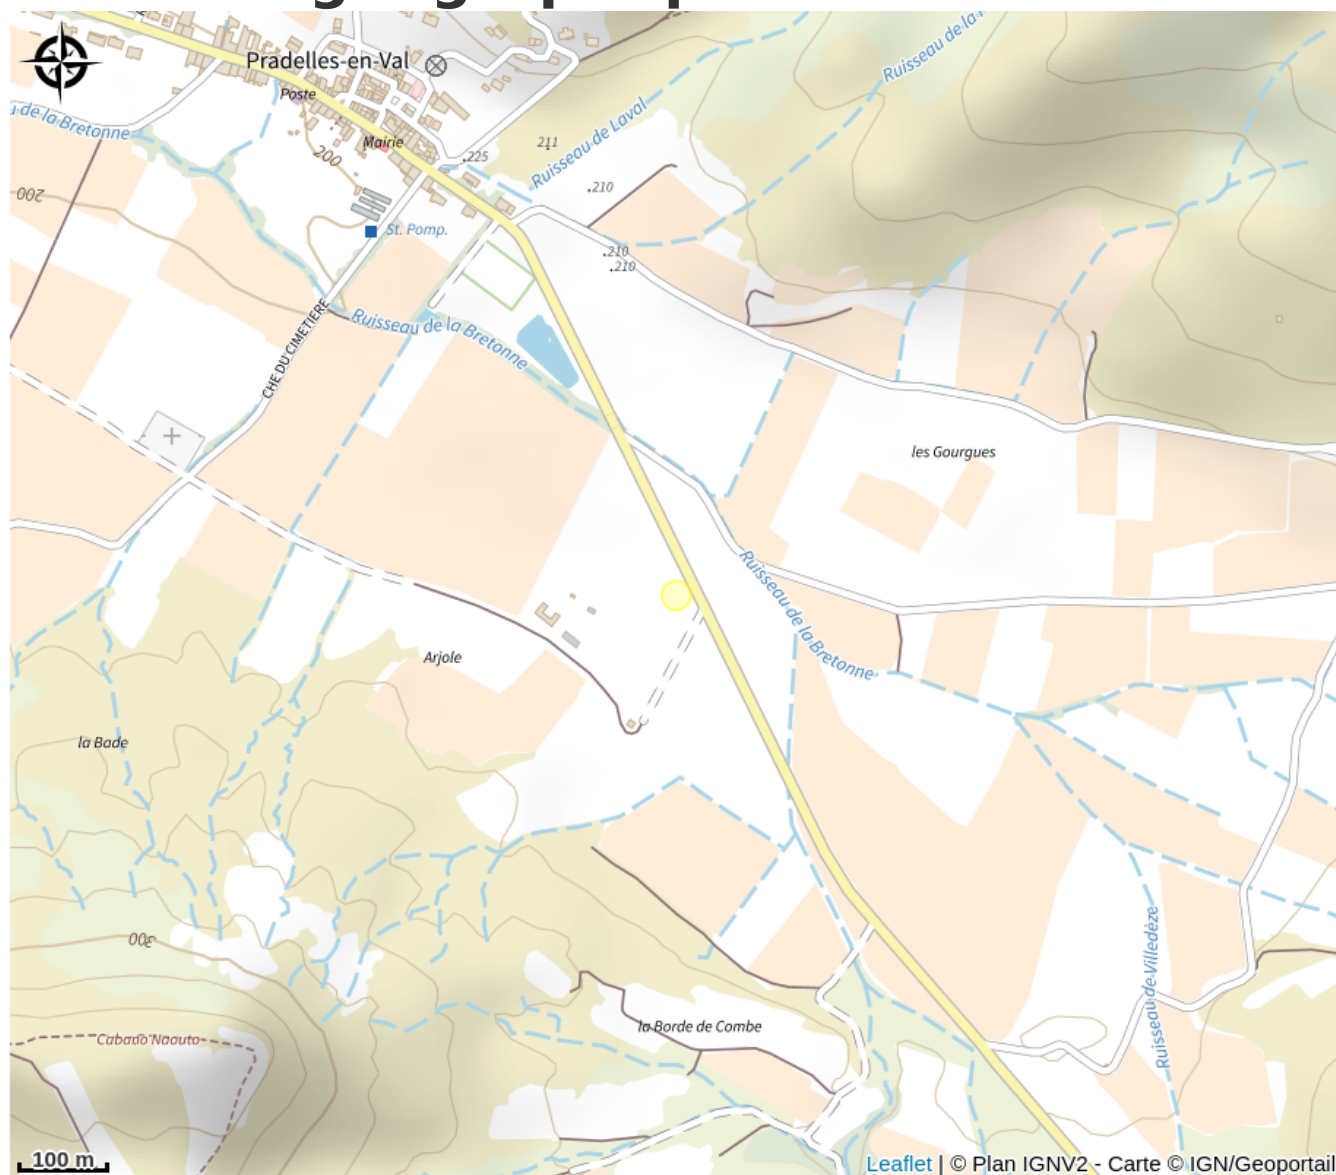 Pradelles-en-Val
Poste
Mairie
200
225
211
Ruisseau de Laval
210
Ruisseau de la
de la Bretonne
200
St. Pomp.
210
210
Ruisseau de la Bretonne
CHE DU CIMETIERE
les Gourgues
Ruisseau de la Bretonne
Arjole
la Bade
300
Cabano Naouto
la Borde de Combe
Ruisseau de Villedèze
100 m
Leaflet | © Plan IGNV2 - Carte © IGN/Geoportail